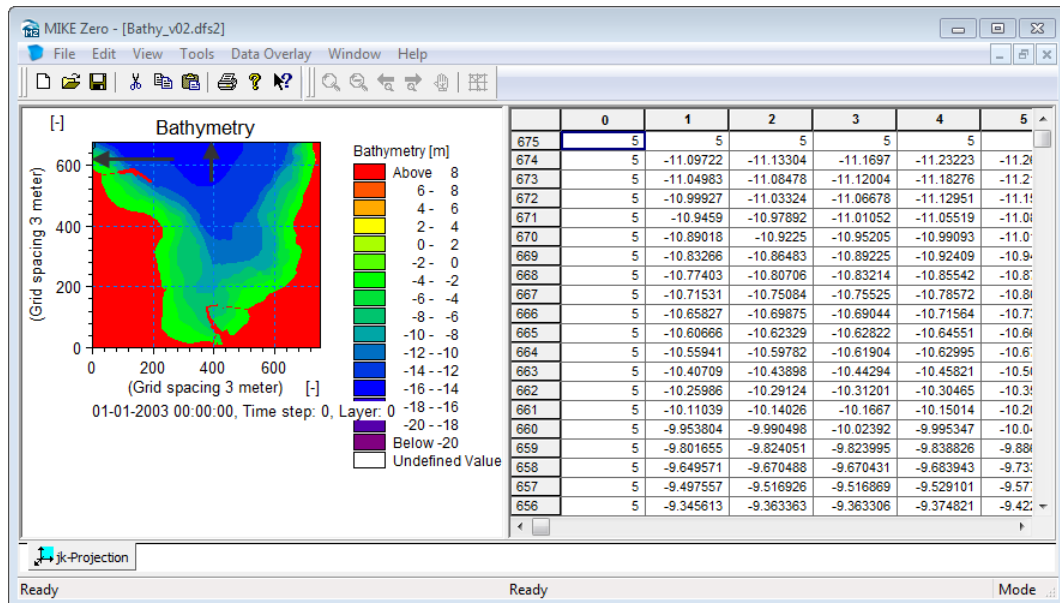 MIKE Zero - [Bathy_v02.dfs2]
File Edit View Tools Data Overlay Window Help
[-]
Bathymetry
600
400
200
0
(Grid spacing 3 meter)
0 200 400 600
(Grid spacing 3 meter) [-]
01-01-2003 00:00:00, Time step: 0, Layer: 0
Bathymetry [m]
Above 8
6 - 8
4 - 6
2 - 4
0 - 2
-2 - 0
-4 - -2
-6 - -4
-8 - -6
-10 - -8
-12 - -10
-14 - -12
-16 - -14
-18 - -16
-20 - -18
Below -20
Undefined Value
0 1 2 3 4 5
675 5 5 5 5 5
674 5 -11.09722 -11.13304 -11.1697 -11.23223
673 5 -11.04983 -11.08478 -11.12004 -11.18276
672 5 -10.99927 -11.03324 -11.06678 -11.12951
671 5 -10.9459 -10.97892 -11.01052 -11.05519
670 5 -10.89018 -10.9225 -10.95205 -10.99093
669 5 -10.83266 -10.86483 -10.89225 -10.92409
668 5 -10.77403 -10.80706 -10.83214 -10.85542
667 5 -10.71531 -10.75084 -10.75525 -10.78572
666 5 -10.65827 -10.69875 -10.69044 -10.71564
665 5 -10.60666 -10.62329 -10.62822 -10.64551
664 5 -10.55941 -10.59782 -10.61904 -10.62995
663 5 -10.40709 -10.43898 -10.44294 -10.45821
662 5 -10.25986 -10.29124 -10.31201 -10.30465
661 5 -10.11039 -10.14026 -10.1667 -10.15014
660 5 -9.953804 -9.990498 -10.02392 -9.995347
659 5 -9.801655 -9.824051 -9.823995 -9.838826
658 5 -9.649571 -9.670488 -9.670431 -9.683943
657 5 -9.497557 -9.516926 -9.516869 -9.529101
656 5 -9.345613 -9.363363 -9.363306 -9.374821
jk-Projection
Ready Ready Mode